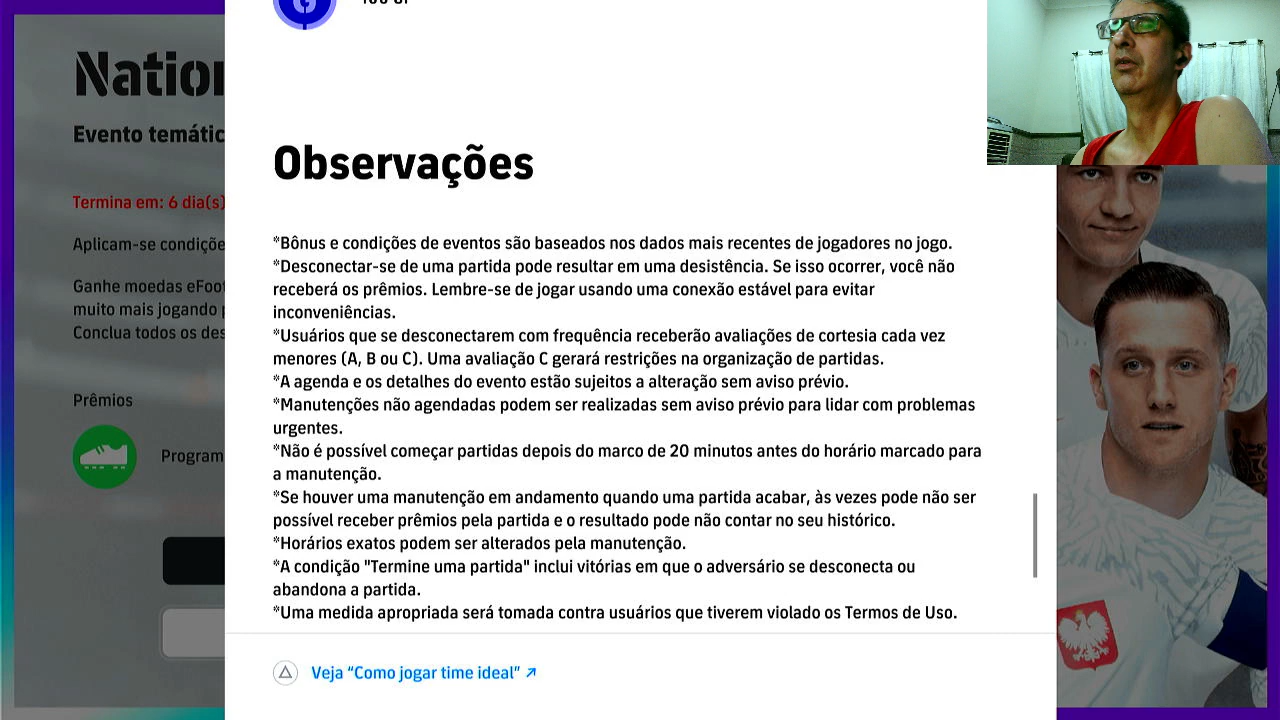 Nation
Evento temátic
Termina em: 6 dia(s)
Aplicam-se condiçõe
Ganhe moedas eFoot
muito mais jogando p
Conclua todos os des
Prêmios
Program
Observações
*Bônus e condições de eventos são baseados nos dados mais recentes de jogadores no jogo.
*Desconectar-se de uma partida pode resultar em uma desistência. Se isso ocorrer, você não
receberá os prêmios. Lembre-se de jogar usando uma conexão estável para evitar
inconveniências.
*Usuários que se desconectarem com frequência receberão avaliações de cortesia cada vez
menores (A, B ou C). Uma avaliação C gerará restrições na organização de partidas.
*A agenda e os detalhes do evento estão sujeitos a alteração sem aviso prévio.
*Manutenções não agendadas podem ser realizadas sem aviso prévio para lidar com problemas
urgentes.
*Não é possível começar partidas depois do marco de 20 minutos antes do horário marcado para
a manutenção.
*Se houver uma manutenção em andamento quando uma partida acabar, às vezes pode não ser
possível receber prêmios pela partida e o resultado pode não contar no seu histórico.
*Horários exatos podem ser alterados pela manutenção.
*A condição "Termine uma partida" inclui vitórias em que o adversário se desconecta ou
abandona a partida.
*Uma medida apropriada será tomada contra usuários que tiverem violado os Termos de Uso.
Veja “Como jogar time ideal” ↗